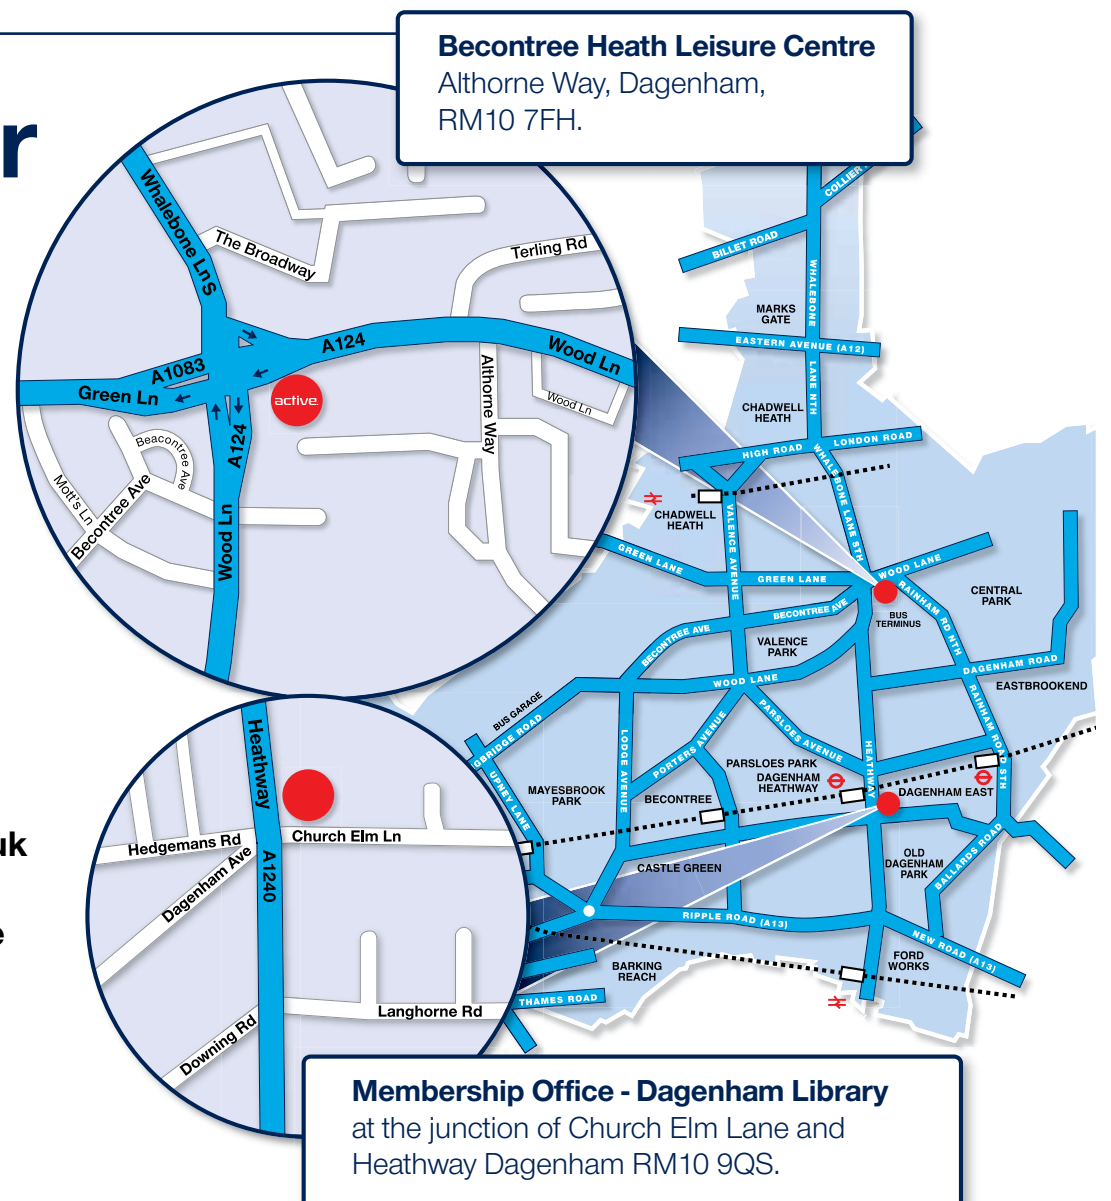 Becontree Heath Leisure Centre
Althorne Way, Dagenham,
RM10 7FH.
r
Whalebone Ln S
The Broadway
Terling Rd
A124
Wood Ln
A1083
Green Ln
active
Althorne Way
Wood Ln
A124
Beacontree Ave
Mott's Ln
Becontree Ave
Wood Ln
COLLIER
BILLET ROAD
WHALEBONE
LANE NTH
MARKS
GATE
EASTERN AVENUE (A12)
CHADWELL
HEATH
HIGH ROAD
LONDON ROAD
WHALEBONE LANE STH
CHADWELL
HEATH
VALENCE AVENUE
GREEN LANE
GREEN LANE
WOOD LANE
RAINHAM RD NTH
CENTRAL
PARK
BUS
TERMINUS
BECONTREE AVE
BECONTREE AVE
VALENCE
PARK
DAGENHAM ROAD
EASTBROOKEND
WOOD LANE
BUS GARAGE
GBRIDGE ROAD
UPNEY LANE
LODGE AVENUE
PORTERS AVENUE
PARSLOES AVENUE
HEATHWAY
RAINHAM ROAD STH
MAYESBROOK
PARK
BECONTREE
PARSLOES PARK
DAGENHAM
HEATHWAY
DAGENHAM EAST
CASTLE GREEN
OLD
DAGENHAM
PARK
BALLARDS ROAD
RIPPLE ROAD (A13)
NEW ROAD (A13)
FORD
WORKS
BARKING
REACH
THAMES ROAD
Heathway
A1240
Hedgemans Rd
Church Elm Ln
Dagenham Ave
Langhorne Rd
Downing Rd
uk
e
Membership Office - Dagenham Library
at the junction of Church Elm Lane and
Heathway Dagenham RM10 9QS.